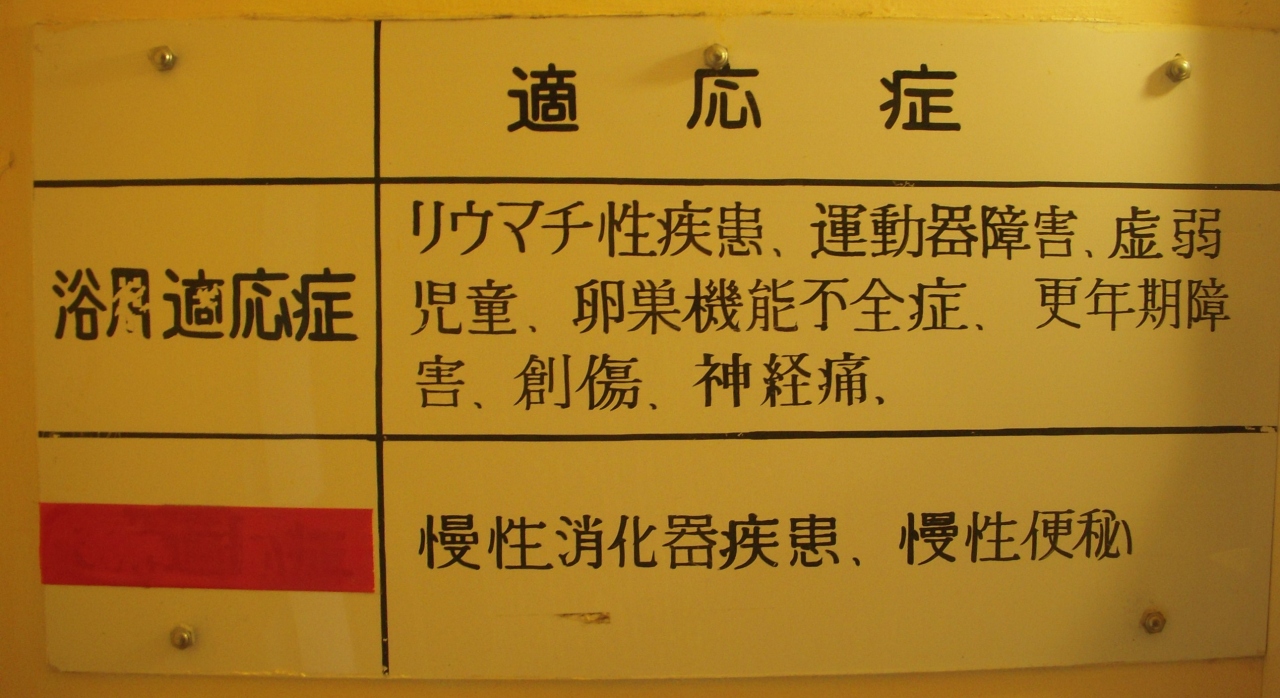 適応症
浴用適応症
リウマチ性疾患、運動器障害、虚弱
児童、卵巣機能不全症、更年期障
害、創傷、神経痛、
慢性消化器疾患、慢性便秘